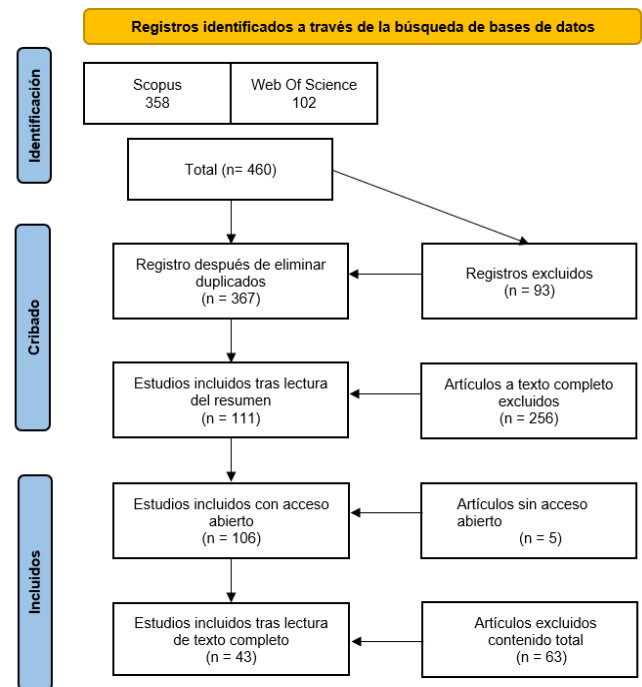 Registros identificados a través de la búsqueda de bases de datos
Identificación
Scopus
358
Web Of Science
102
Total (n= 460)
Cribado
Registro después de eliminar
duplicados
(n = 367)
Registros excluidos
(n = 93)
Estudios incluidos tras lectura
del resumen
(n = 111)
Artículos a texto completo
excluidos
(n = 256)
Incluidos
Estudios incluidos con acceso
abierto
(n = 106)
Artículos sin acceso
abierto
(n = 5)
Estudios incluidos tras lectura
de texto completo
(n = 43)
Artículos excluidos
contenido total
(n = 63)